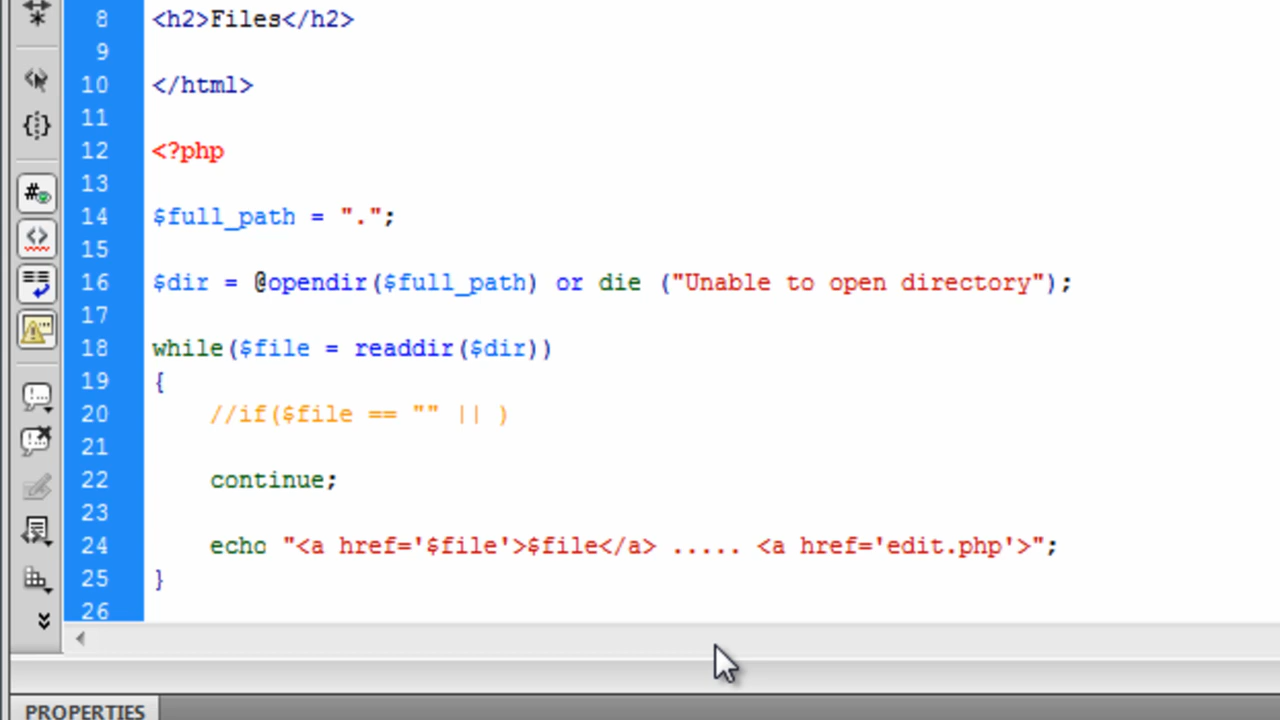 8 <h2>Files</h2>
9
10 </html>
11
12 <?php
13
14 $full_path = ".";
15
16 $dir = @opendir($full_path) or die ("Unable to open directory");
17
18 while($file = readdir($dir))
19 {
20 //if($file == "" || )
21
22 continue;
23
24 echo "<a href='$file'>$file</a> ..... <a href='edit.php'>";
25 }
26
PROPERTIES